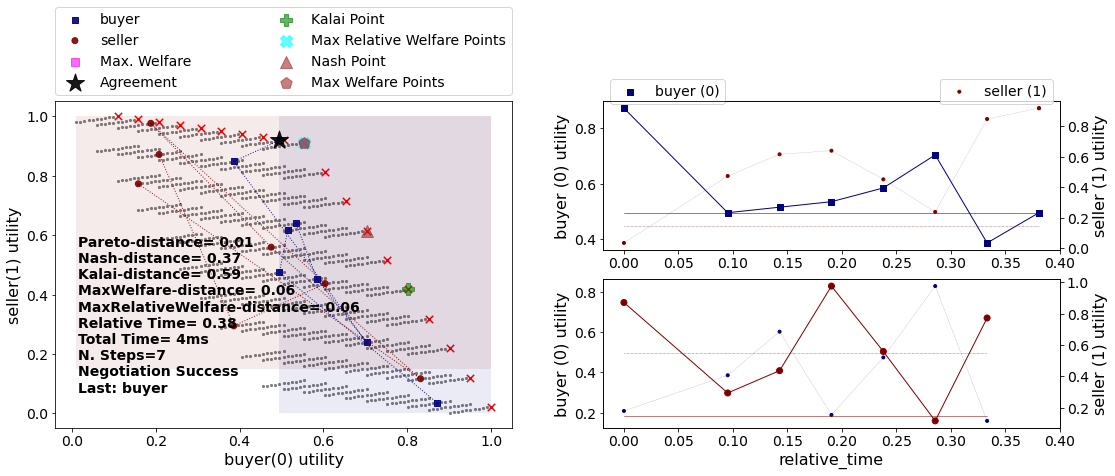 buyer
seller
Max. Welfare
Agreement
Kalai Point
Max Relative Welfare Points
Nash Point
Max Welfare Points
seller(1) utility
1.0
0.8
0.6
0.4
0.2
0.0
Pareto-distance= 0.01
Nash-distance= 0.37
Kalai-distance= 0.59
MaxWelfare-distance= 0.06
MaxRelativeWelfare-distance= 0.06
Relative Time= 0.38
Total Time= 4ms
N. Steps=7
Negotiation Success
Last: buyer
0.0 0.2 0.4 0.6 0.8 1.0
buyer(0) utility
buyer (0)
seller (1)
buyer (0) utility
0.8
0.6
0.4
0.8
0.6
0.4
0.2
0.0
seller (1) utility
0.00 0.05 0.10 0.15 0.20 0.25 0.30 0.35 0.40
buyer (0) utility
0.8
0.6
0.4
0.2
1.0
0.8
0.6
0.4
0.2
seller (1) utility
0.00 0.05 0.10 0.15 0.20 0.25 0.30 0.35 0.40
relative_time